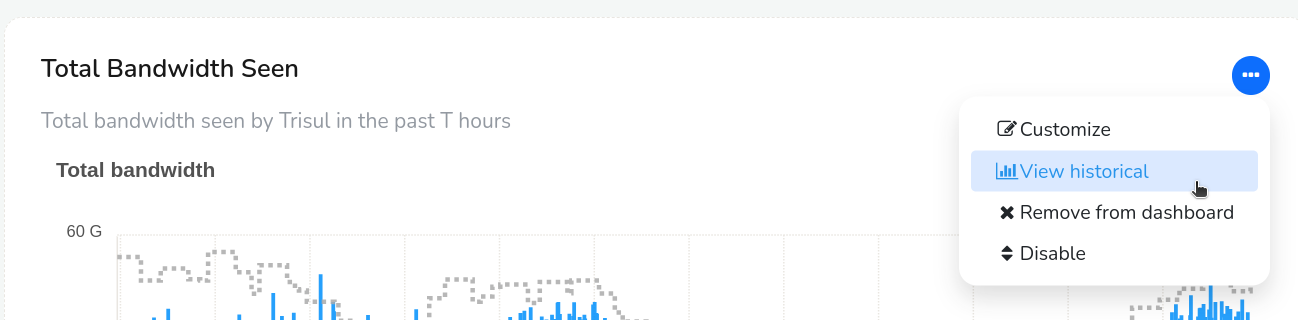 Total Bandwidth Seen
Total bandwidth seen by Trisul in the past T hours
Total bandwidth
60 G
Customize
View historical
Remove from dashboard
Disable